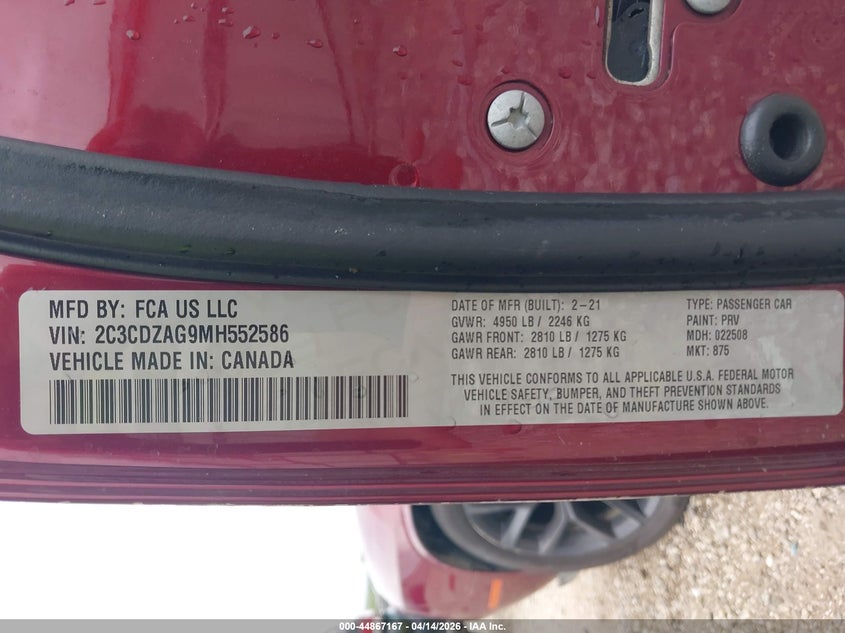 MFD BY: FCA US LLC
VIN: 2C3CDZAG9MH552586
VEHICLE MADE IN: CANADA
DATE OF MFR (BUILT): 2-21
GVWR: 4950 LB / 2246 KG
GAWR FRONT: 2810 LB / 1275 KG
GAWR REAR: 2810 LB / 1275 KG
TYPE: PASSENGER CAR
PAINT: PRV
MDH: 022508
MKT: 875
THIS VEHICLE CONFORMS TO ALL APPLICABLE U.S.A. FEDERAL MOTOR
VEHICLE SAFETY, BUMPER, AND THEFT PREVENTION STANDARDS
IN EFFECT ON THE DATE OF MANUFACTURE SHOWN ABOVE.
000-44867167 - 04/14/2026 - IAA Inc.